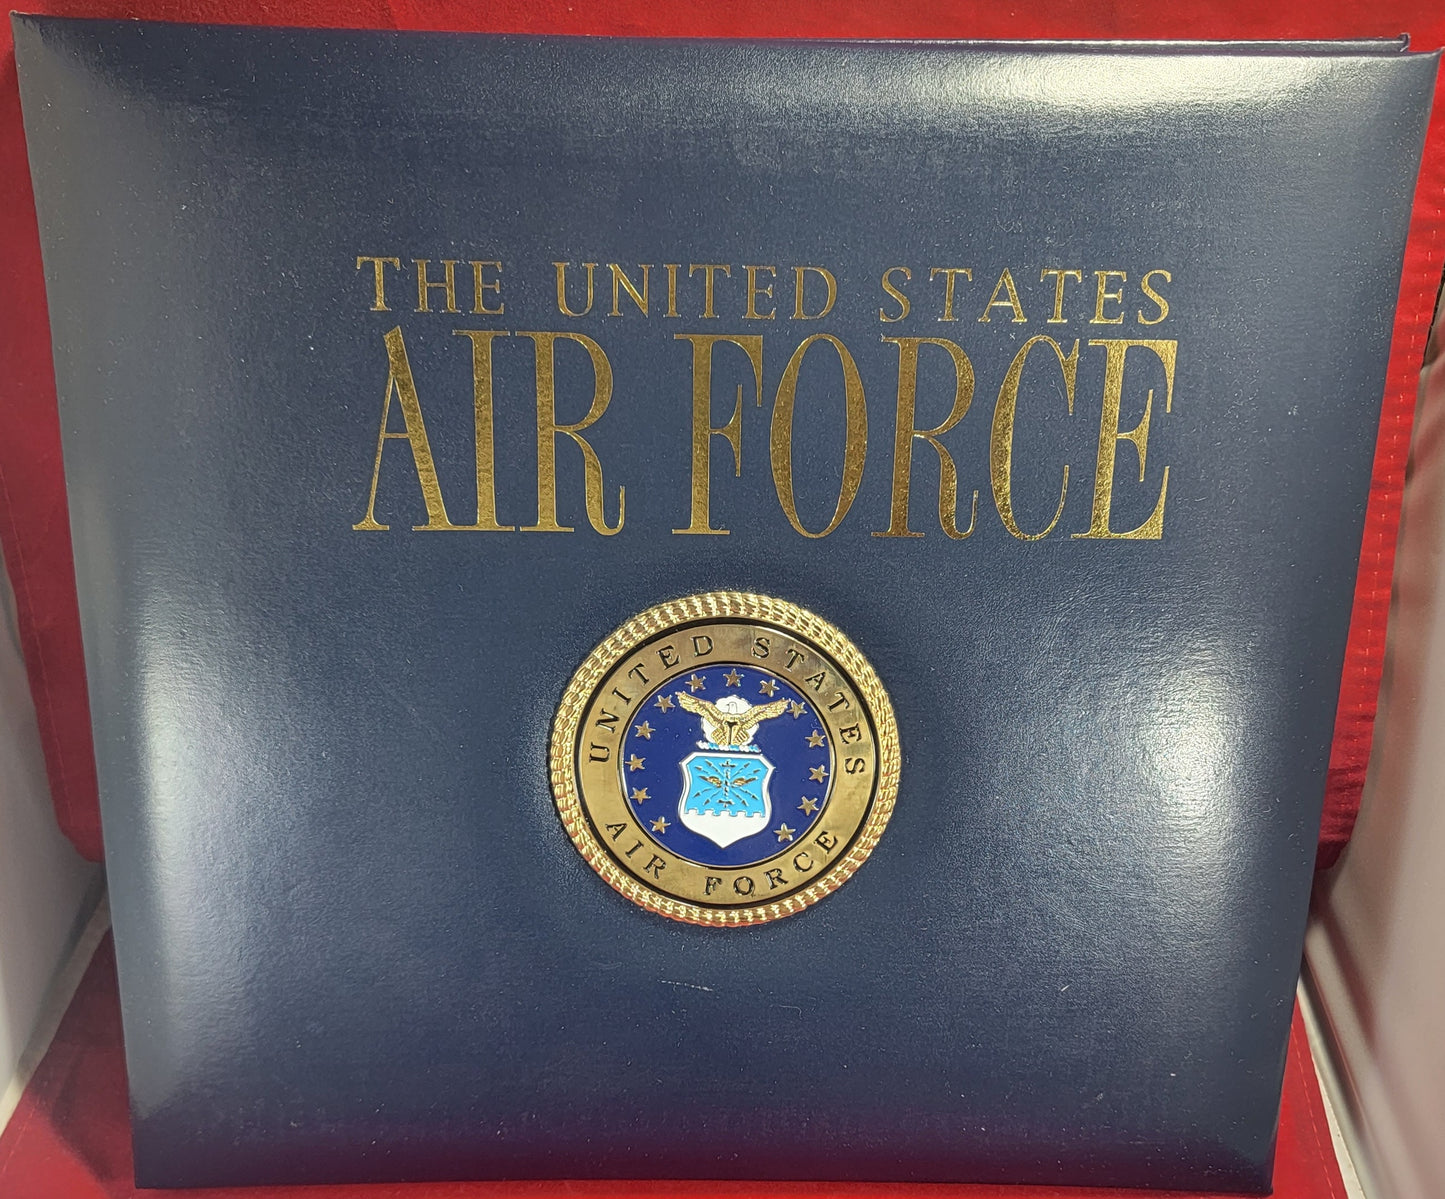 THE UNITED STATES
AIR FORCE
UNITED STATES
AIR FORCE